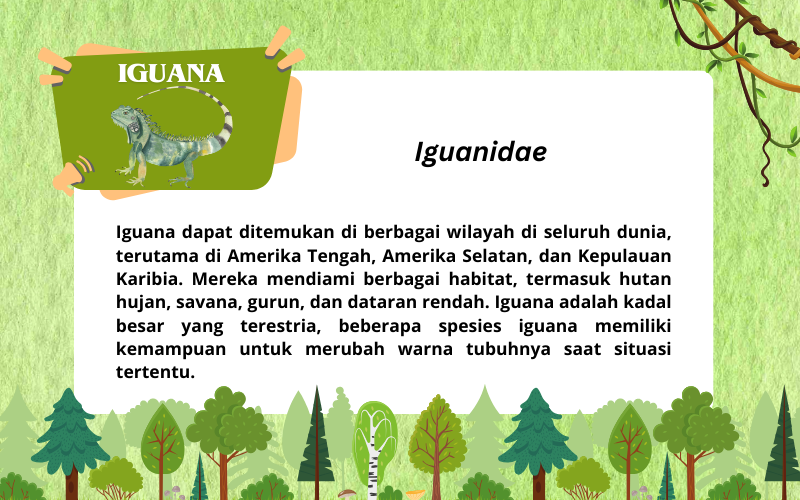 IGUANA
Iguanidae
Iguana dapat ditemukan di berbagai wilayah di seluruh dunia,
terutama di Amerika Tengah, Amerika Selatan, dan Kepulauan
Karibia. Mereka mendiami berbagai habitat, termasuk hutan
hujan, savana, gurun, dan dataran rendah. Iguana adalah kadal
besar yang terestria, beberapa spesies iguana memiliki
kemampuan untuk merubah warna tubuhnya saat situasi
tertentu.